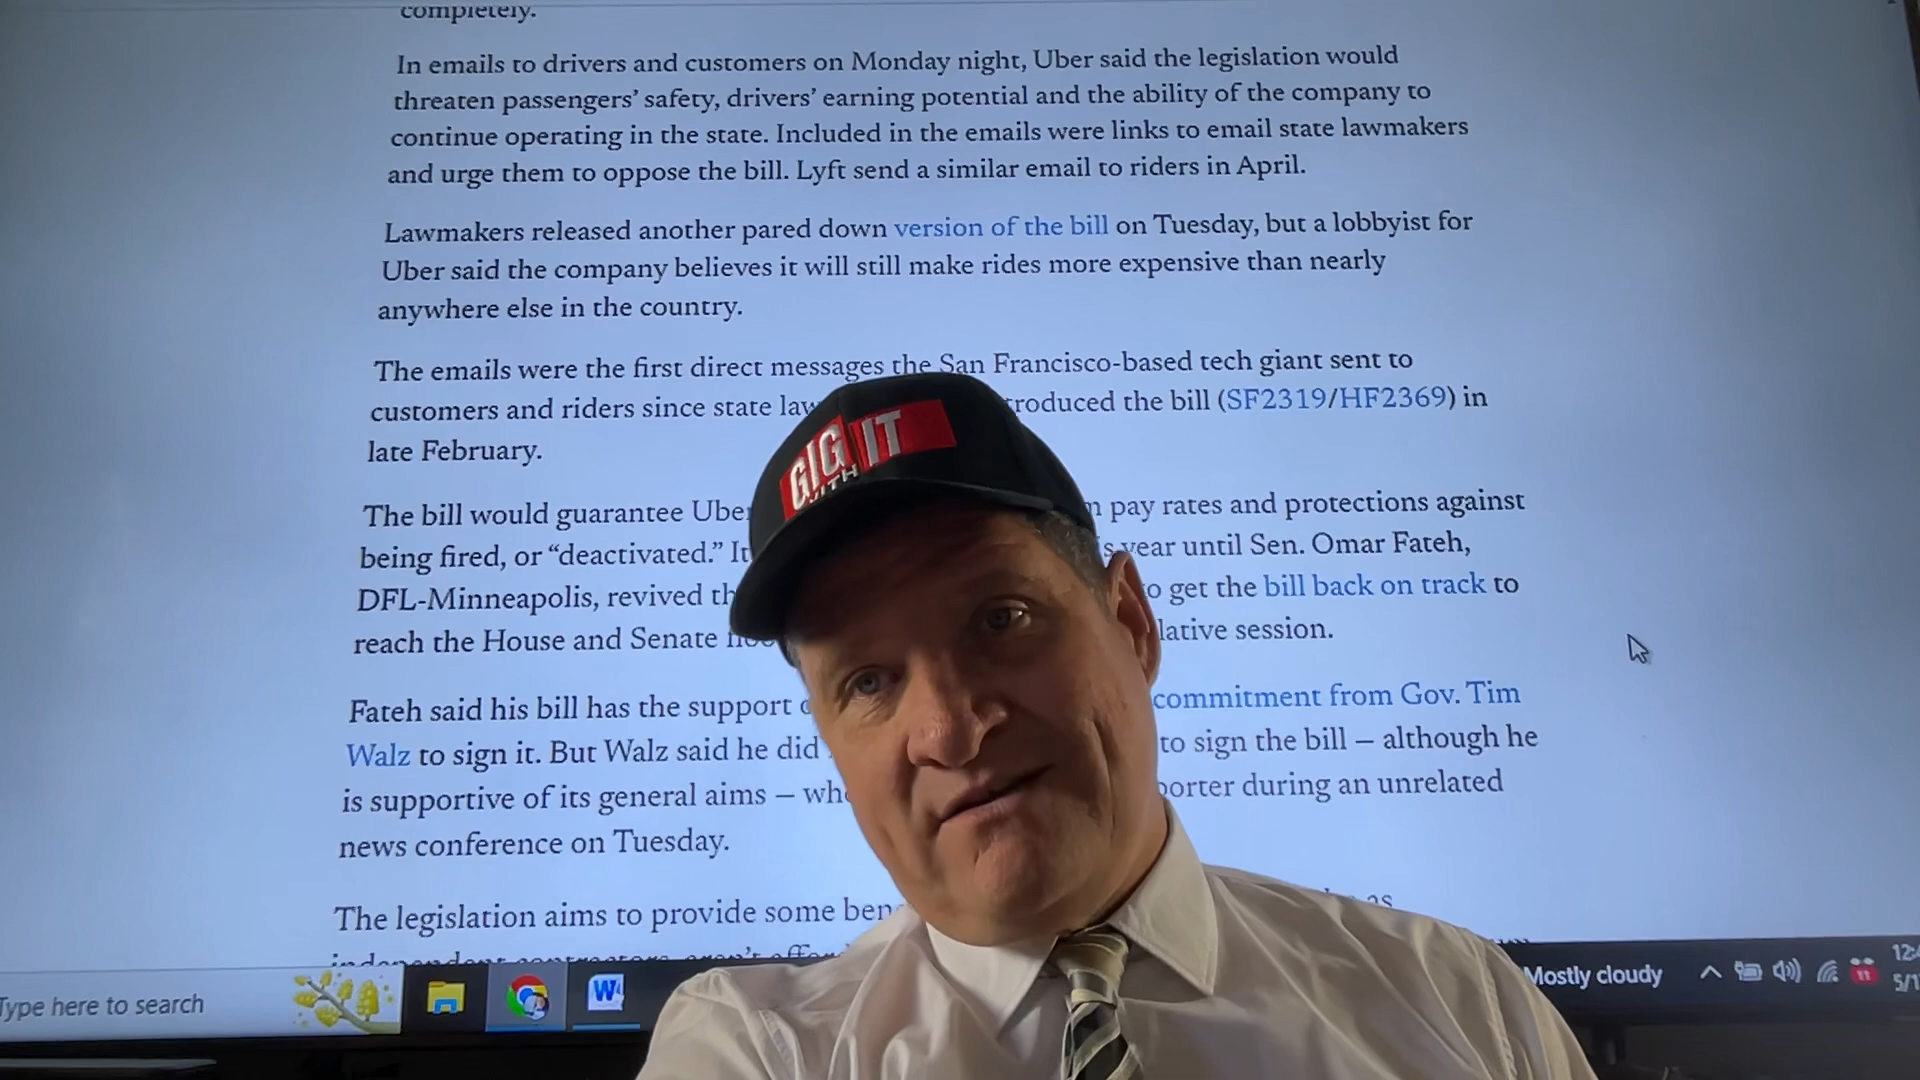 completely.
In emails to drivers and customers on Monday night, Uber said the legislation would
threaten passengers' safety, drivers' earning potential and the ability of the company to
continue operating in the state. Included in the emails were links to email state lawmakers
and urge them to oppose the bill. Lyft send a similar email to riders in April.
Lawmakers released another pared down version of the bill on Tuesday, but a lobbyist for
Uber said the company believes it will still make rides more expensive than nearly
anywhere else in the country.
The emails were the first direct messages the San Francisco-based tech giant sent to
customers and riders since state law troduced the bill (SF2319/HF2369) in
late February.
The bill would guarantee Uber pay rates and protections against
being fired, or “deactivated.” It year until Sen. Omar Fateh,
DFL-Minneapolis, revived th to get the bill back on track to
reach the House and Senate lative session.
Fateh said his bill has the support commitment from Gov. Tim
Walz to sign it. But Walz said he did to sign the bill – although he
is supportive of its general aims – wh porter during an unrelated
news conference on Tuesday.
The legislation aims to provide some ben as
GIG IT
WITH
Type here to search
W
Mostly cloudy
11
12:4
5/1